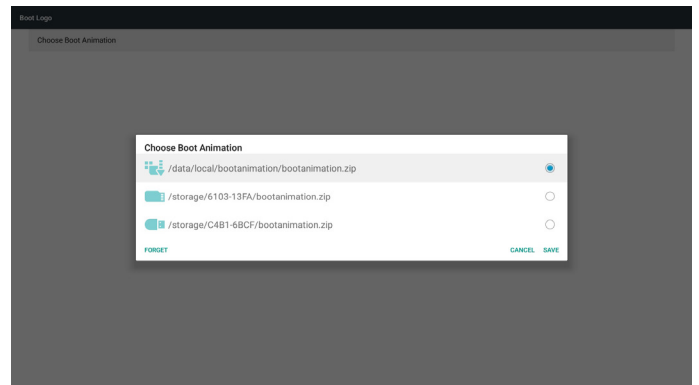 Boot Logo
Choose Boot Animation
Choose Boot Animation
/data/local/bootanimation/bootanimation.zip
/storage/6103-13FA/bootanimation.zip
/storage/C4B1-6BCF/bootanimation.zip
FORGET CANCEL SAVE